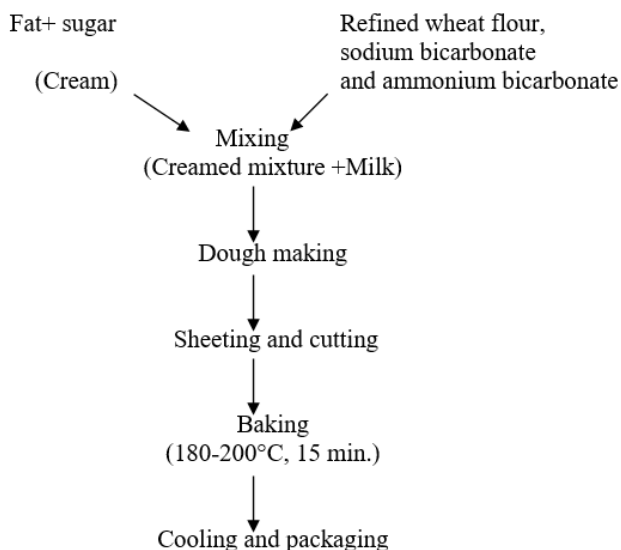 Fat+ sugar
(Cream)
Refined wheat flour,
sodium bicarbonate
and ammonium bicarbonate
Mixing
(Creamed mixture +Milk)
Dough making
Sheeting and cutting
Baking
(180-200°C, 15 min.)
Cooling and packaging